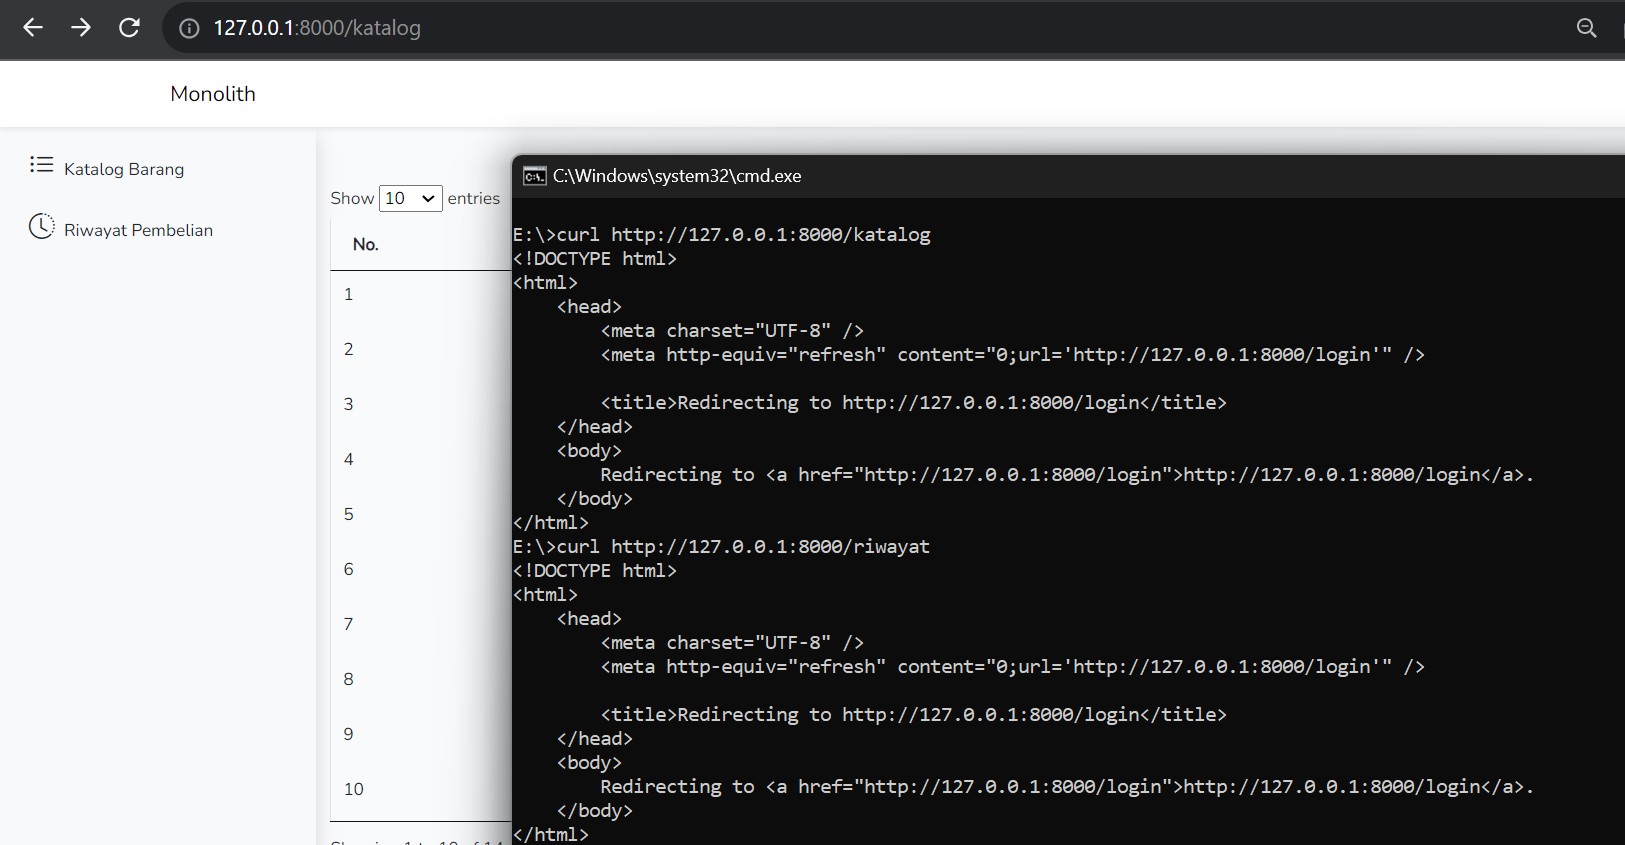 127.0.0.1:8000/katalog
Monolith
Katalog Barang
Riwayat Pembelian
Show 10 entries
No.
1
2
3
4
5
6
7
8
9
10
C:\Windows\system32\cmd.exe
E:\>curl http://127.0.0.1:8000/katalog
<!DOCTYPE html>
<html>
    <head>
        <meta charset="UTF-8" />
        <meta http-equiv="refresh" content="0;url='http://127.0.0.1:8000/login'" />
        <title>Redirecting to http://127.0.0.1:8000/login</title>
    </head>
    <body>
        Redirecting to <a href="http://127.0.0.1:8000/login">http://127.0.0.1:8000/login</a>.
    </body>
</html>
E:\>curl http://127.0.0.1:8000/riwayat
<!DOCTYPE html>
<html>
    <head>
        <meta charset="UTF-8" />
        <meta http-equiv="refresh" content="0;url='http://127.0.0.1:8000/login'" />
        <title>Redirecting to http://127.0.0.1:8000/login</title>
    </head>
    <body>
        Redirecting to <a href="http://127.0.0.1:8000/login">http://127.0.0.1:8000/login</a>.
    </body>
</html>